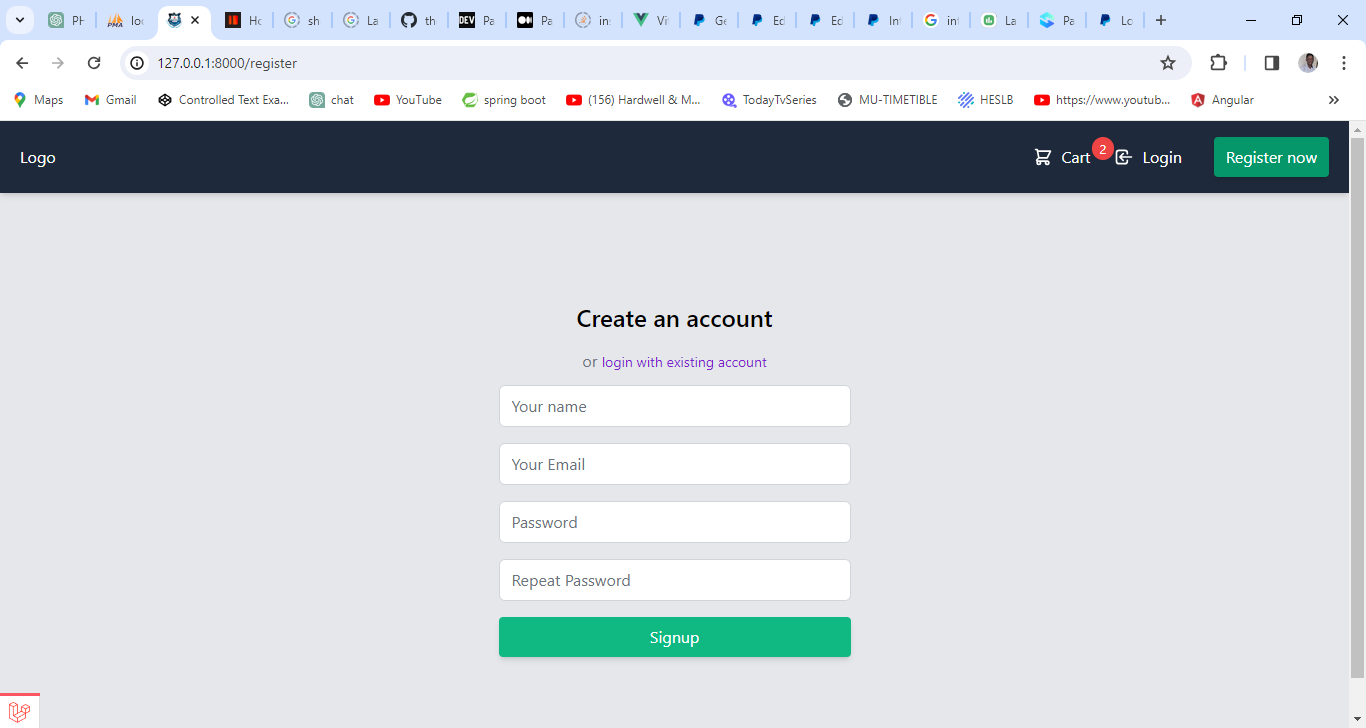 PH
loc
Ho
sh
La
th
DEV
Pa
Pa
in
Vi
Ge
Ed
Ed
Int
int
La
Pa
Lo
127.0.0.1:8000/register
Maps
Gmail
Controlled Text Exa...
chat
YouTube
spring boot
(156) Hardwell & M...
TodayTvSeries
MU-TIMETIBLE
HESLB
https://www.youtub...
Angular
Logo
Cart
2
Login
Register now
Create an account
or login with existing account
Your name
Your Email
Password
Repeat Password
Signup